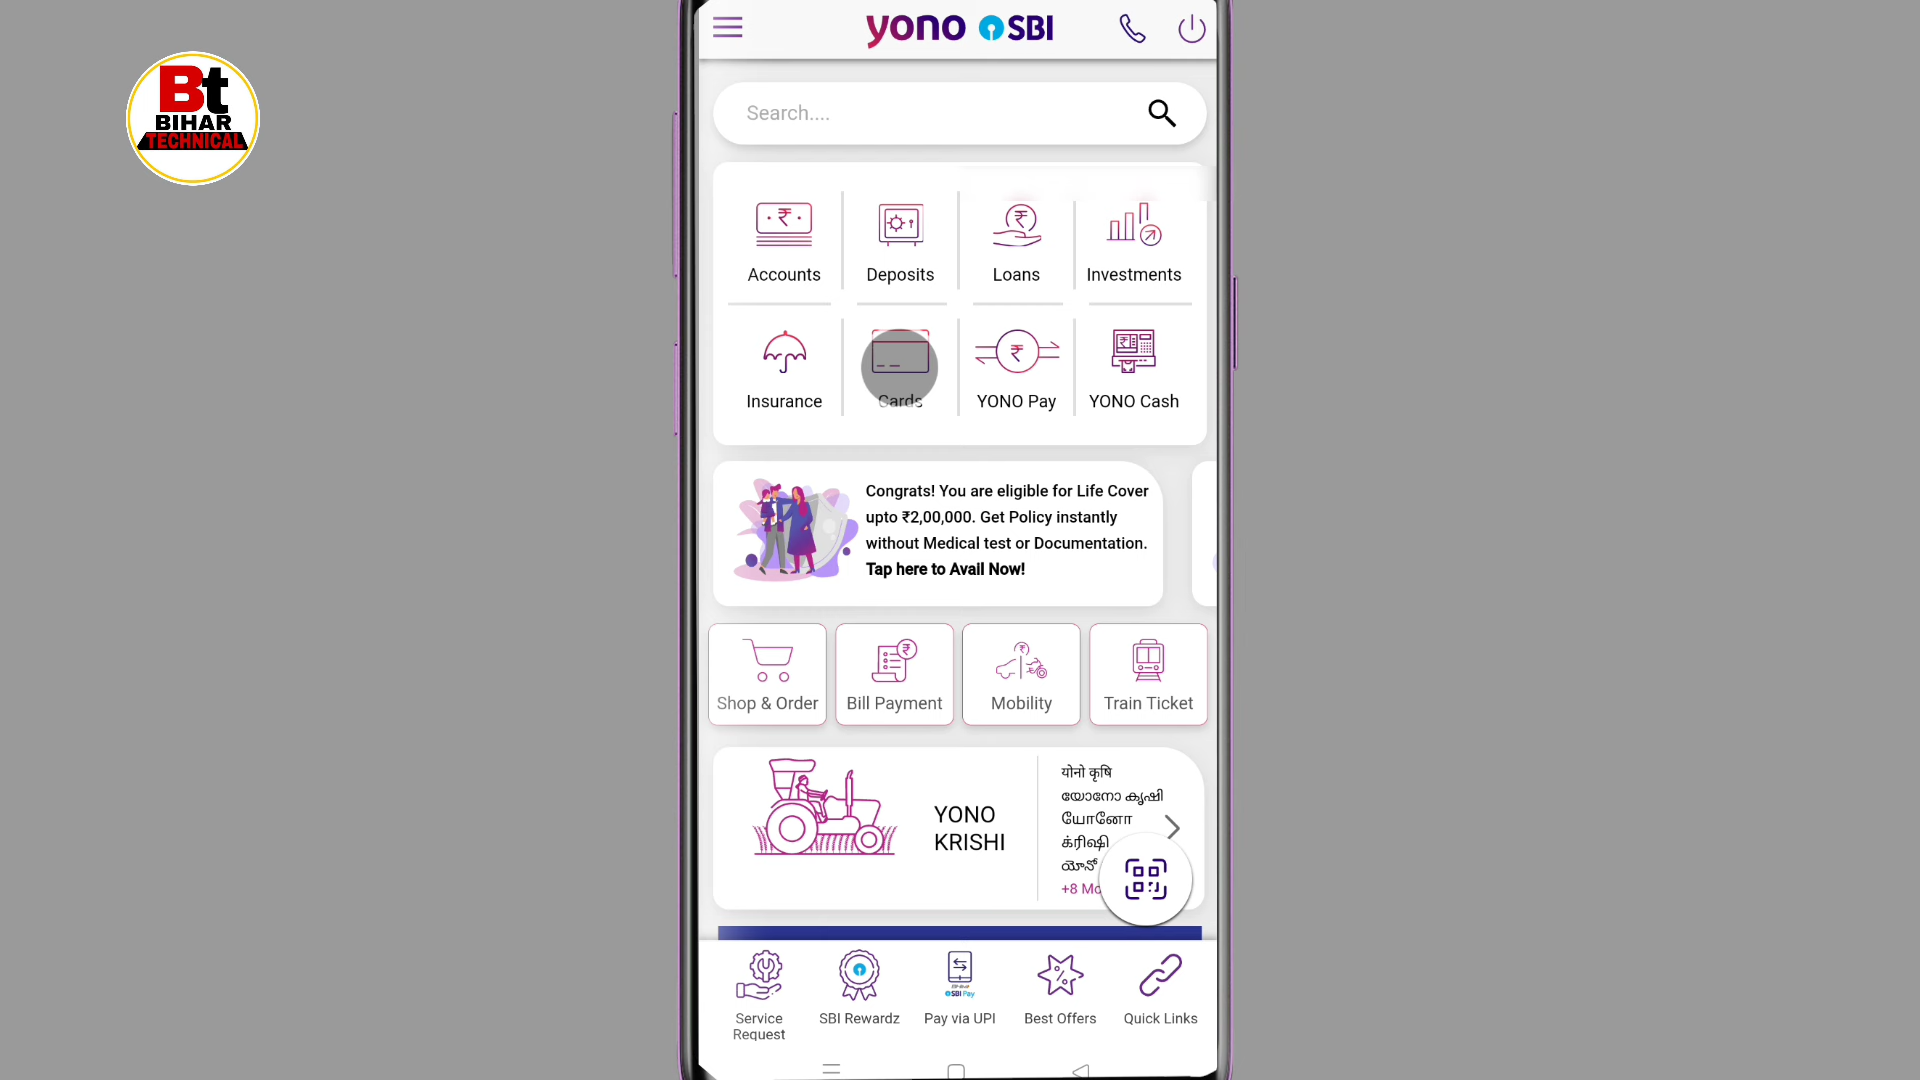 Bt
BIHAR
TECHNICAL
yono SBI
Search....
Accounts
Deposits
Loans
Investments
Insurance
Cards
YONO Pay
YONO Cash
Congrats! You are eligible for Life Cover
upto ₹2,00,000. Get Policy instantly
without Medical test or Documentation.
Tap here to Avail Now!
Shop & Order
Bill Payment
Mobility
Train Ticket
YONO
KRISHI
योनो कृषि
യോനോ കൃഷി
யோனோ
க்ரிஷி
యోనో
+8
Service
Request
SBI Rewardz
SBI Pay
Pay via UPI
Best Offers
Quick Links